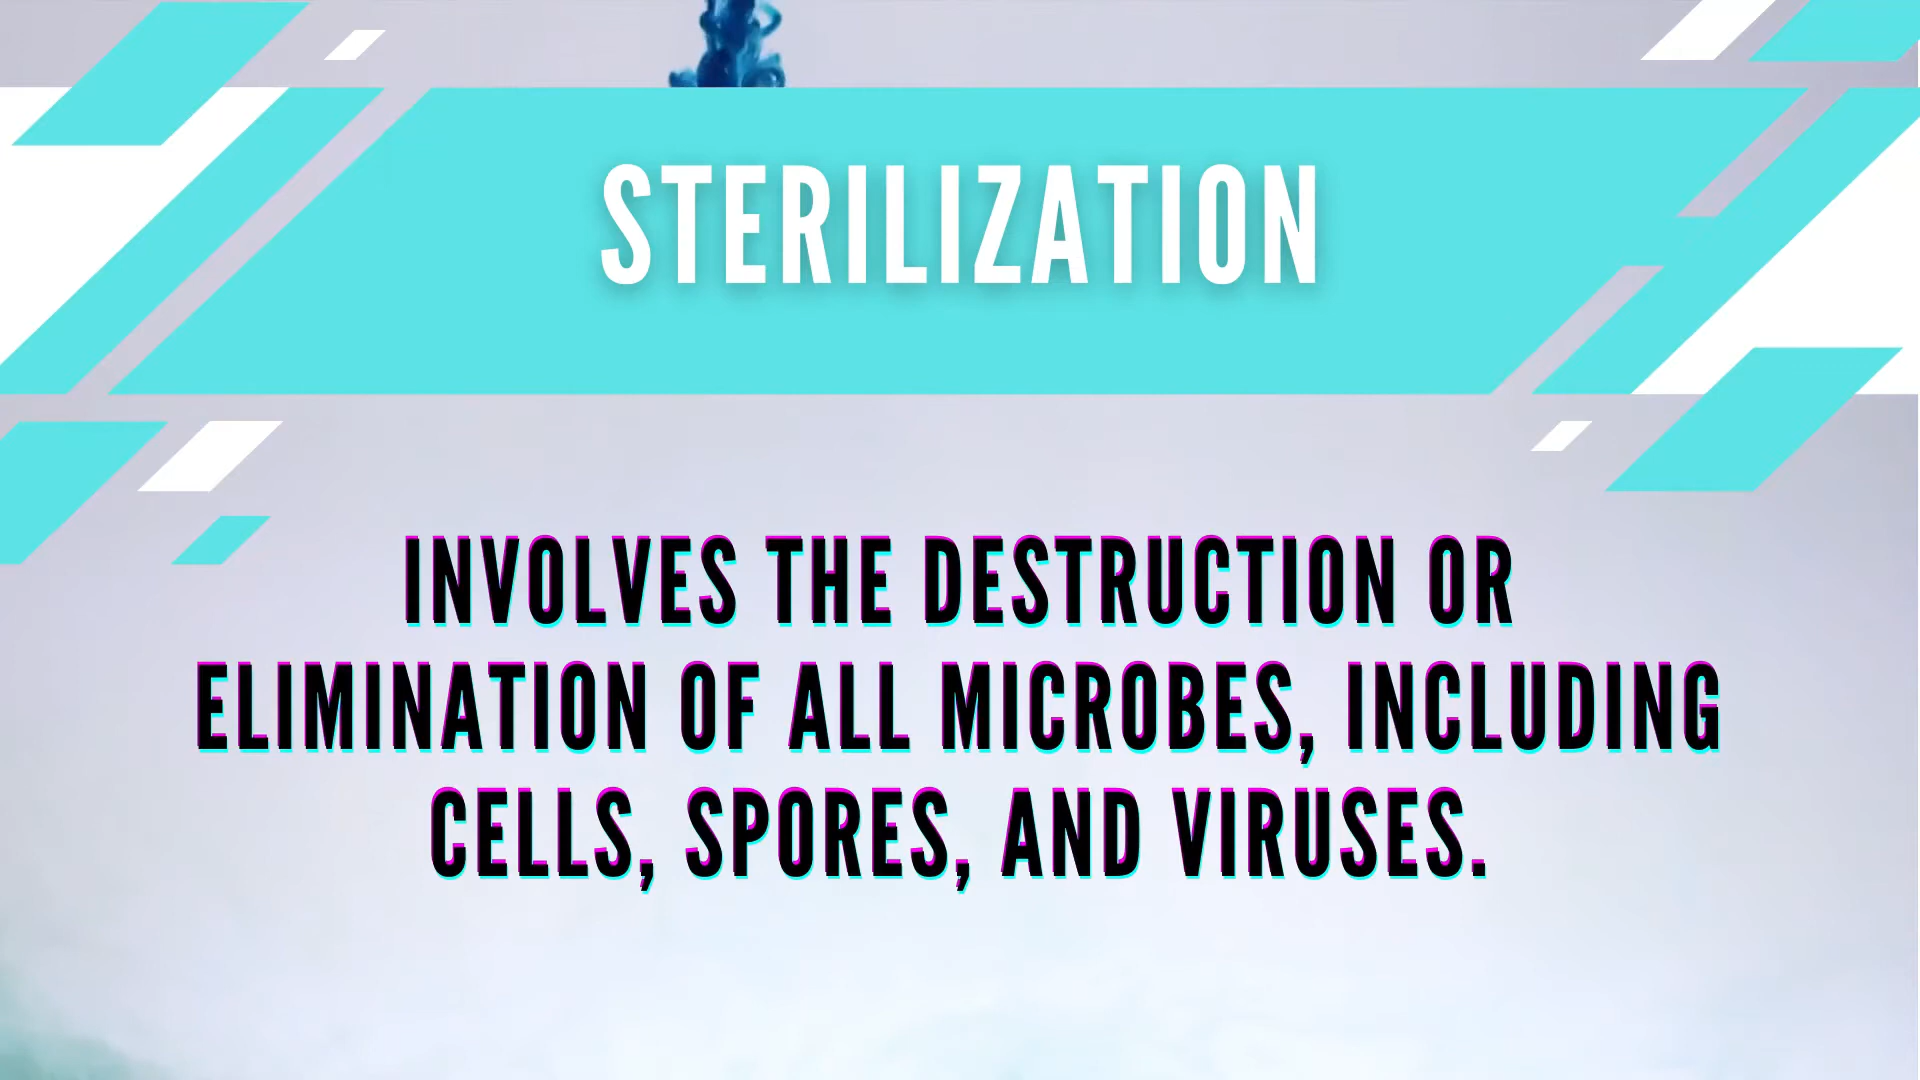 STERILIZATION
INVOLVES THE DESTRUCTION OR
ELIMINATION OF ALL MICROBES, INCLUDING
CELLS, SPORES, AND VIRUSES.